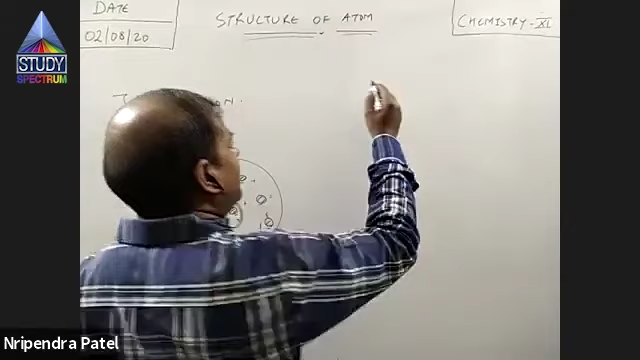 DATE
02/08/20
STRUCTURE OF ATOM
CHEMISTRY-XI
STUDY
SPECTRUM
Nripendra Patel